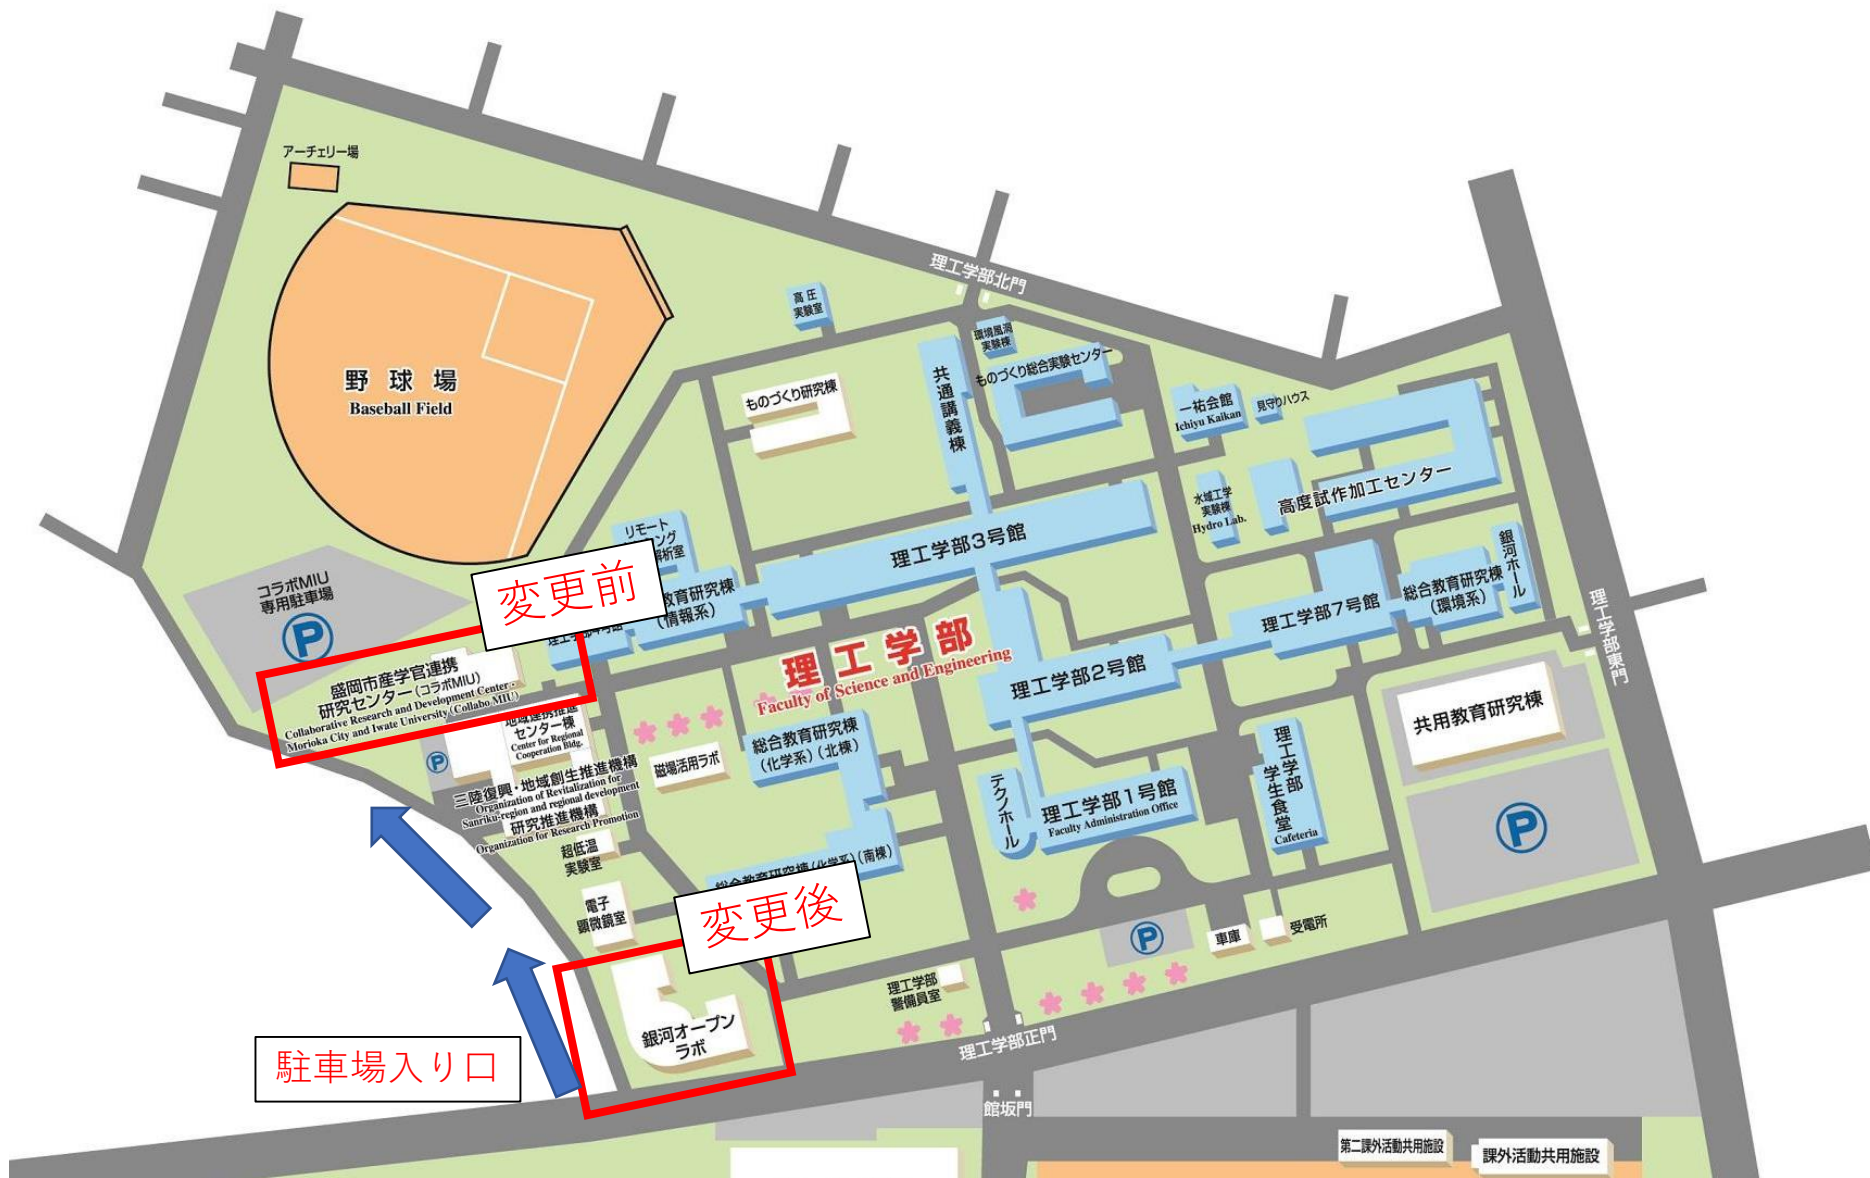 アーチェリー場
理工学部北門
高圧
実験室
環境風洞
実験棟
ものづくり総合実験センター
野球場
Baseball Field
ものづくり研究棟
共通講義棟
一祐会館
Ichiyu Kaikan
見守りハウス
高度試作加工センター
水域工学
実験棟
Hydro Lab.
リモート
ング
解析室
理工学部3号館
銀河ホール
コラボMIU
専用駐車場
P
変更前
教育研究棟
(情報系)
総合教育研究棟
(環境系)
理工学部7号館
理工学部東門
理工学部
Faculty of Science and Engineering
理工学部2号館
盛岡市産学官連携
研究センター(コラボMIU)
Collaborative Research and Development Center -
Morioka City and Iwate University (Collabo MIU)
地域連携推進
センター棟
Center for Regional
Cooperation Bldg.
P
共用教育研究棟
総合教育研究棟
(化学系)(北棟)
磁場活用ラボ
理工学部
学生食堂
Cafeteria
三陸復興・地域創生推進機構
Organization of Revitalization for
Sanriku-region and regional development
研究推進機構
Organization for Research Promotion
テクノホール
理工学部1号館
Faculty Administration Office
P
超低温
実験室
総合教育研究棟(化学系)(南棟)
電子
顕微鏡室
変更後
P
車庫
受電所
理工学部
警備員室
銀河オープン
ラボ
理工学部正門
駐車場入り口
館坂門
第二課外活動共用施設
課外活動共用施設